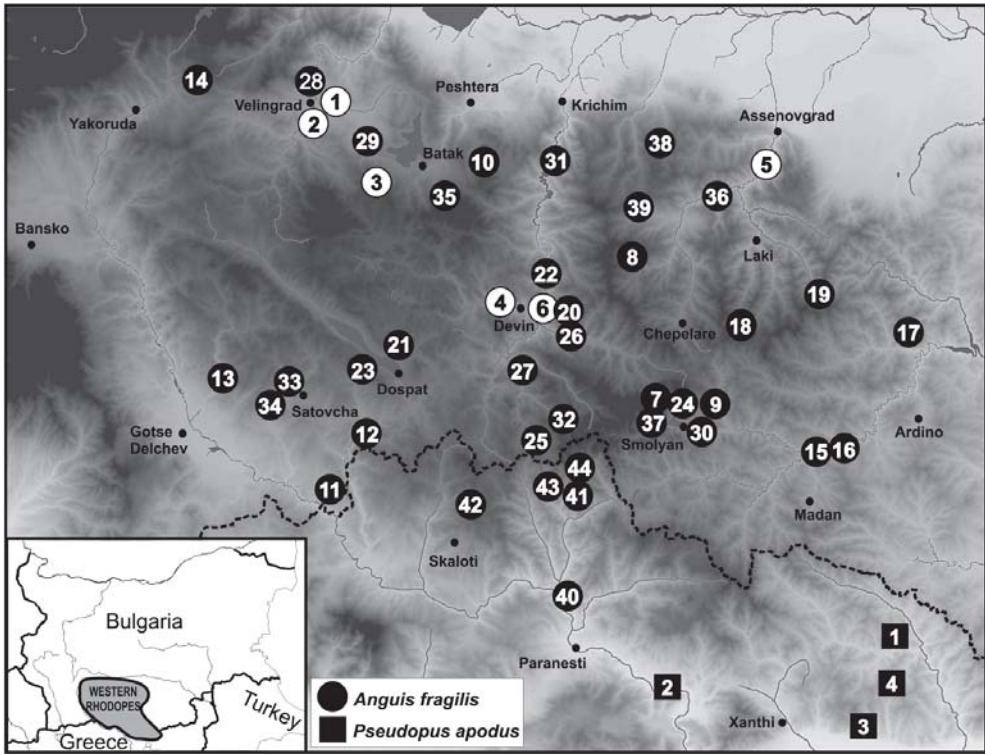 14
28
1
Velingrad
2
Yakoruda
Peshtera
Krichim
Assenovgrad
29
Batak
10
31
38
5
3
35
39
36
Bansko
8
Laki
22
4
6
20
Devin
26
19
18
Chepelare
17
21
13
33
34
Satovcha
23
Dospat
27
7
24
9
37
Smolyan
30
Ardino
Gotse
Delchev
12
32
25
15
16
11
44
43
41
42
Madan
Skaloti
40
Paranesti
1
2
4
Xanthi
3
Bulgaria
WESTERN
RHODOPES
Turkey
Greece
Anguis fragilis
Pseudopus apodus